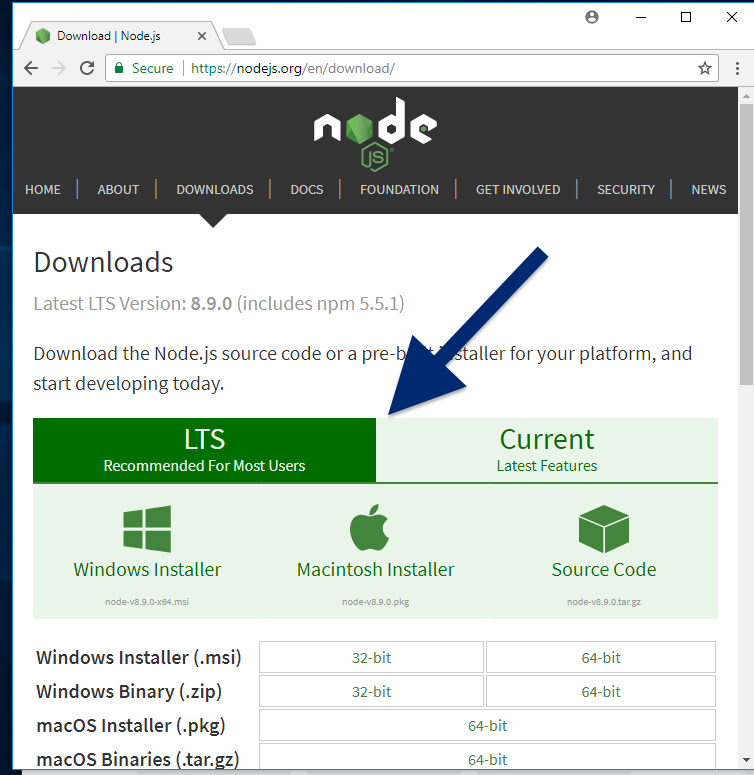 Download | Node.js
Secure https://nodejs.org/en/download/
node
JS
HOME ABOUT DOWNLOADS DOCS FOUNDATION GET INVOLVED SECURITY NEWS
Downloads
Latest LTS Version: 8.9.0 (includes npm 5.5.1)
Download the Node.js source code or a pre-built installer for your platform, and
start developing today.
LTS
Recommended For Most Users
Current
Latest Features
Windows Installer
node-v8.9.0-x64.msi
Macintosh Installer
node-v8.9.0.pkg
Source Code
node-v8.9.0.tar.gz
Windows Installer (.msi) 32-bit 64-bit
Windows Binary (.zip) 32-bit 64-bit
macOS Installer (.pkg) 64-bit
macOS Binaries (.tar.gz) 64-bit